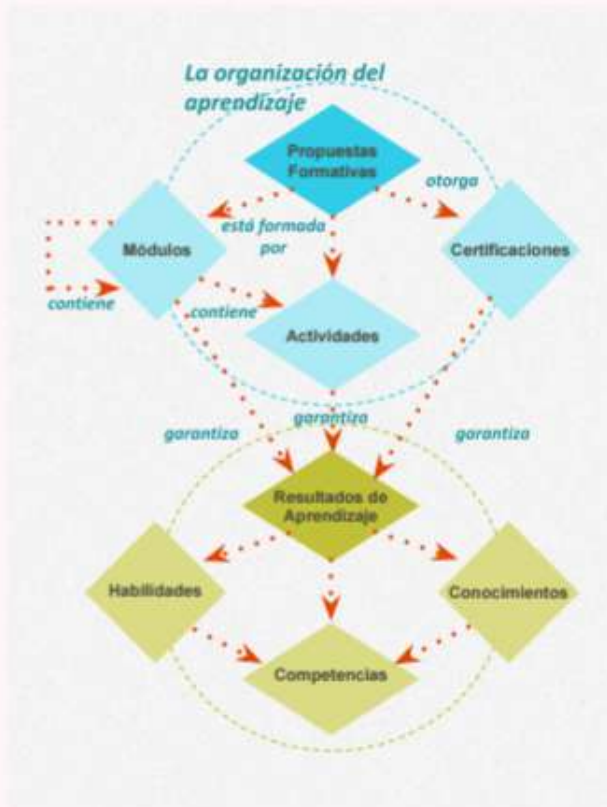 La organización del
aprendizaje
Propuestas
Formativas
otorga
está formada
por
Módulos
Certificaciones
contiene
contiene
Actividades
garantiza
garantiza
garantiza
Resultados de
Aprendizaje
Habilidades
Conocimientos
Competencias